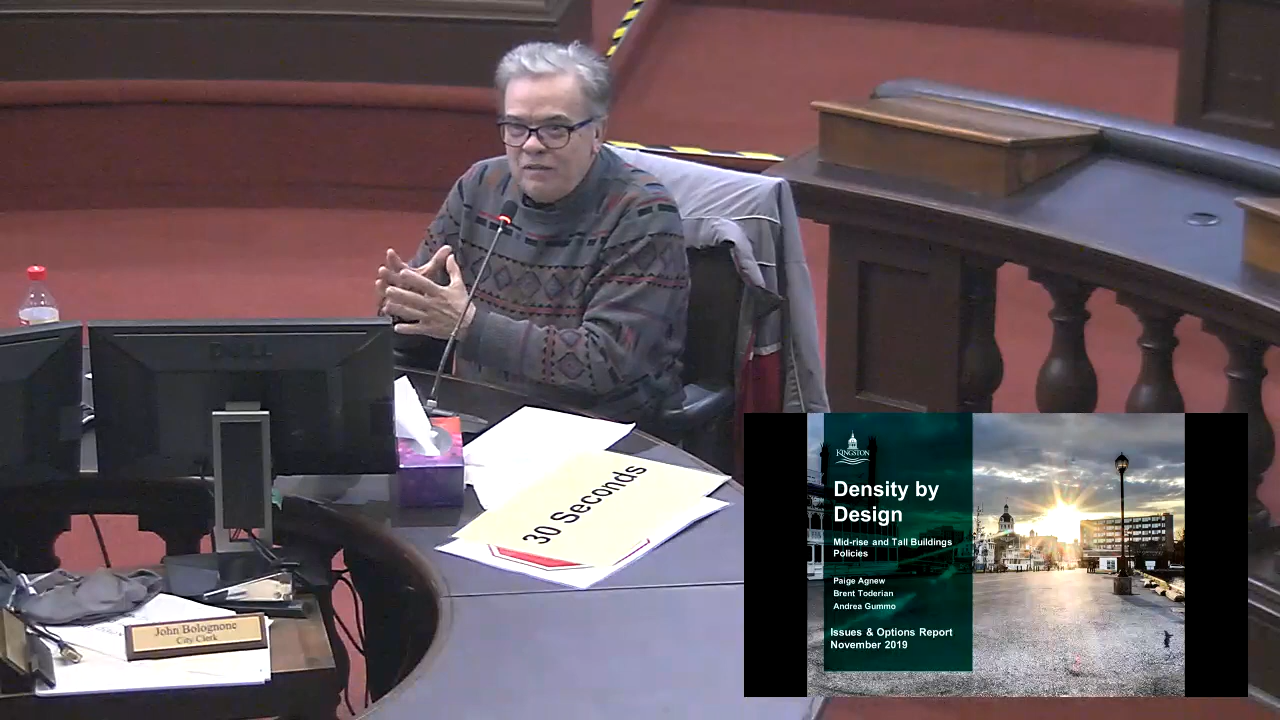 DELL
30 Seconds
John Bolognone
City Clerk
KINGSTON
Density by
Design
Mid-rise and Tall Buildings
Policies
Paige Agnew
Brent Toderian
Andrea Gummo
Issues & Options Report
November 2019